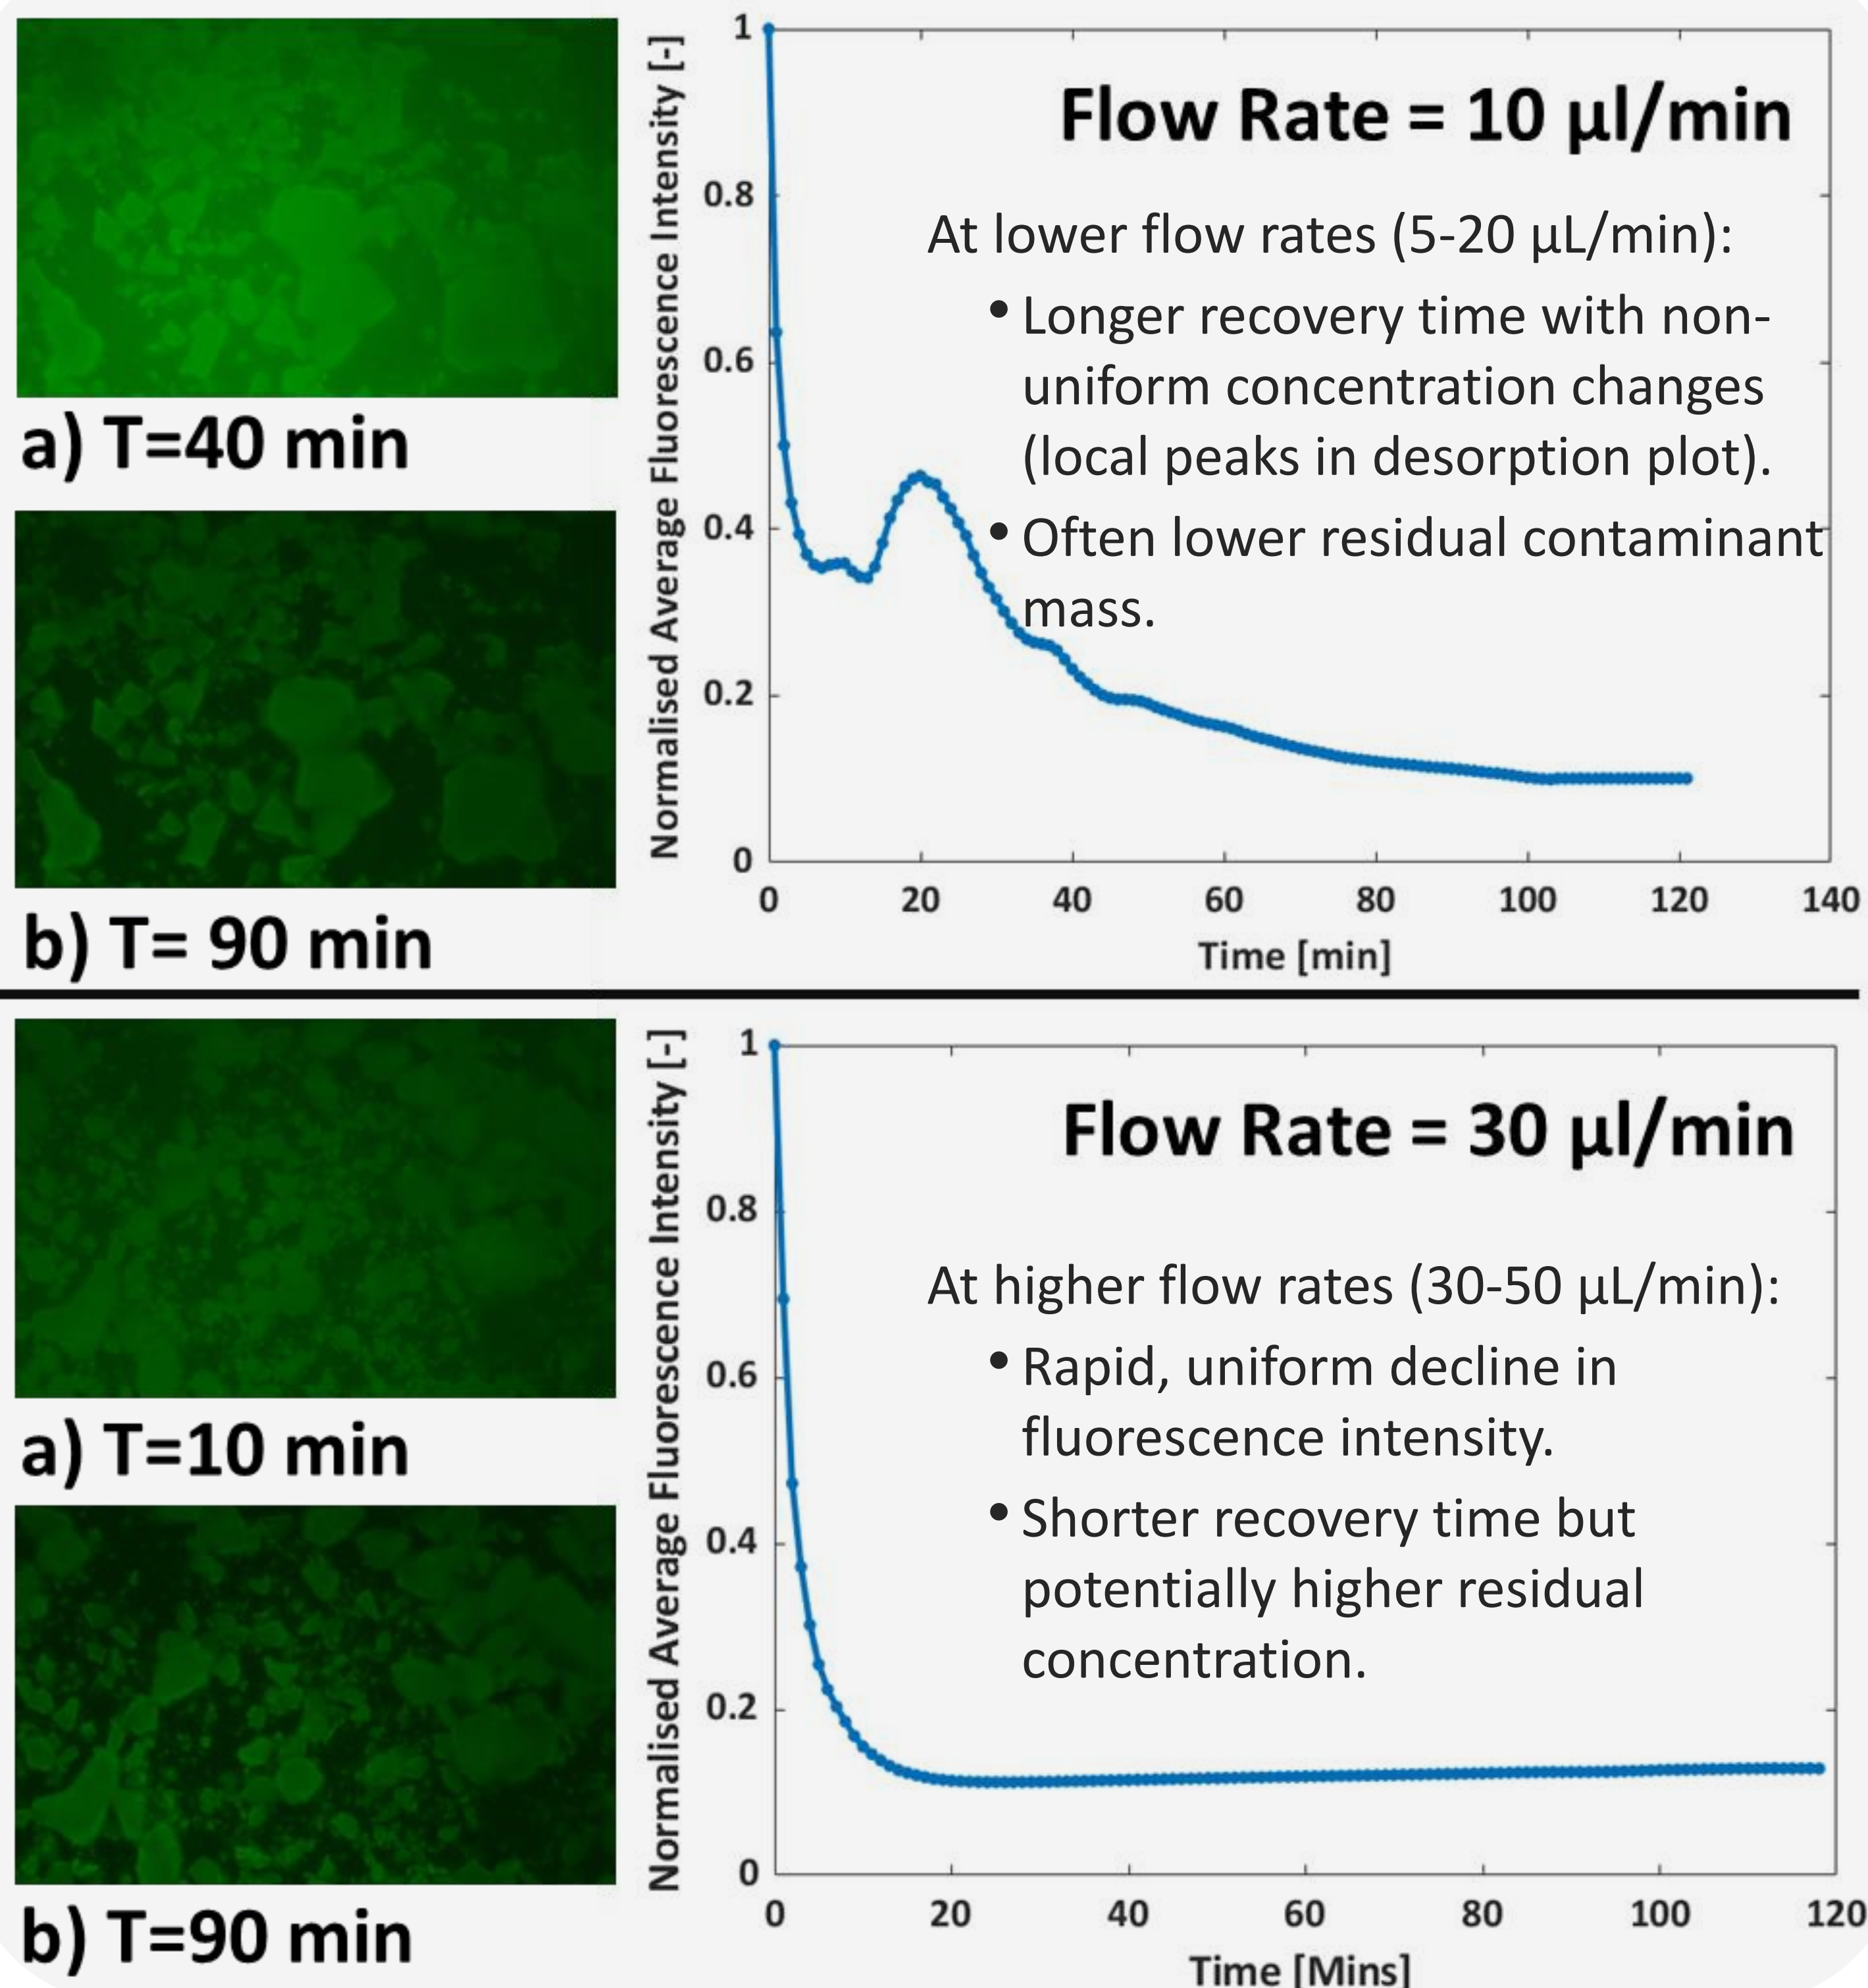 a) T=40 min
b) T= 90 min
Normalised Average Fluorescence Intensity [-]
1
0.8
0.6
0.4
0.2
0
Flow Rate = 10 µl/min
At lower flow rates (5-20 µL/min):
• Longer recovery time with non-
uniform concentration changes
(local peaks in desorption plot).
• Often lower residual contaminant
mass.
0 20 40 60 80 100 120 140
Time [min]
a) T=10 min
b) T=90 min
Normalised Average Fluorescence Intensity [-]
1
0.8
0.6
0.4
0.2
0
Flow Rate = 30 µl/min
At higher flow rates (30-50 µL/min):
• Rapid, uniform decline in
fluorescence intensity.
• Shorter recovery time but
potentially higher residual
concentration.
0 20 40 60 80 100 120
Time [Mins]